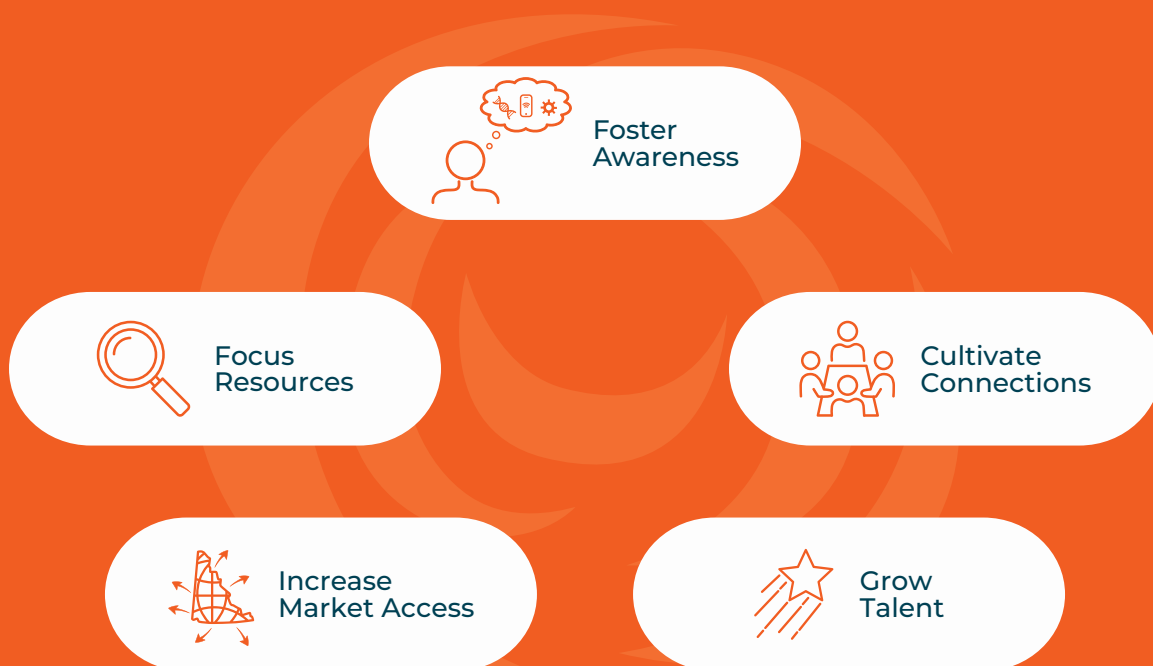 Foster
Awareness
Focus
Resources
Cultivate
Connections
Increase
Market Access
Grow
Talent